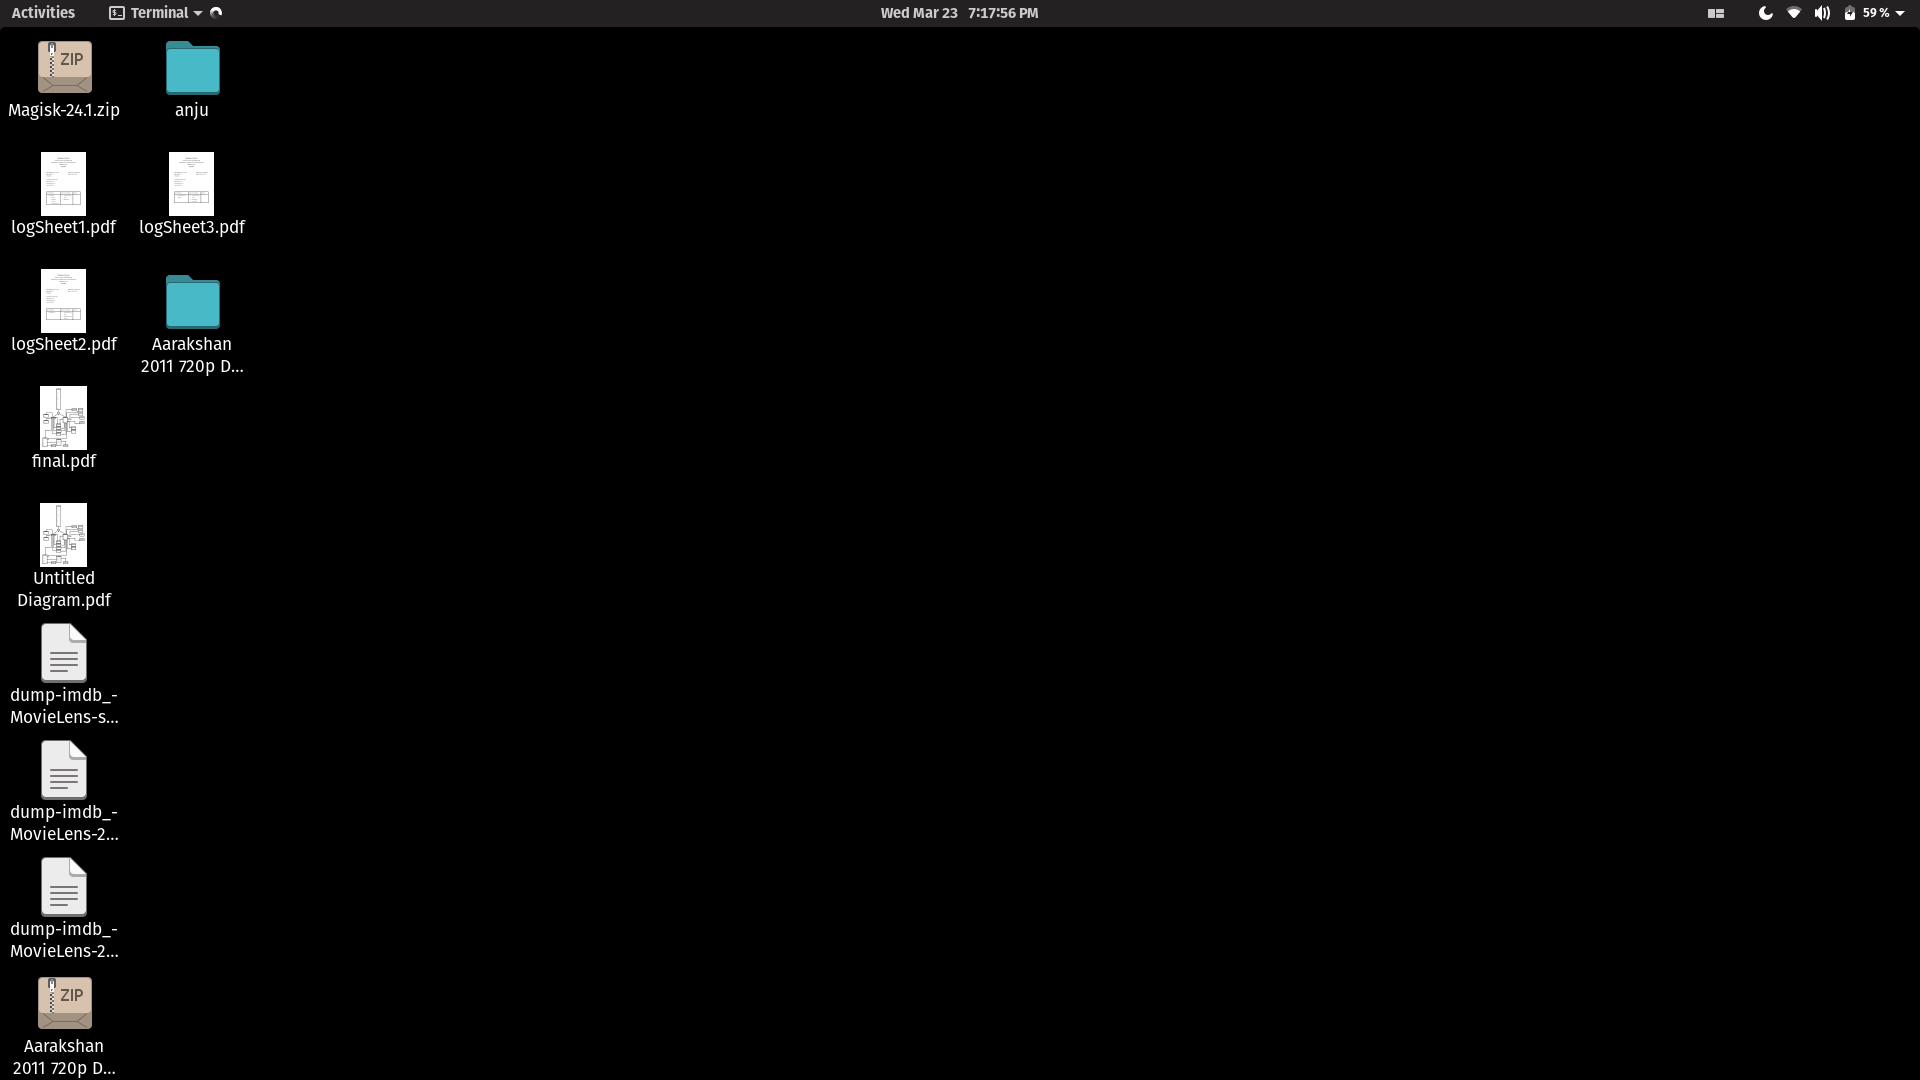 Activities
Terminal
Wed Mar 23 7:17:56 PM
59 %
ZIP
Magisk-24.1.zip
anju
logSheet1.pdf
logSheet3.pdf
logSheet2.pdf
Aarakshan
2011 720p D...
final.pdf
Untitled
Diagram.pdf
dump-imdb_-
MovieLens-s...
dump-imdb_-
MovieLens-2...
dump-imdb_-
MovieLens-2...
ZIP
Aarakshan
2011 720p D...